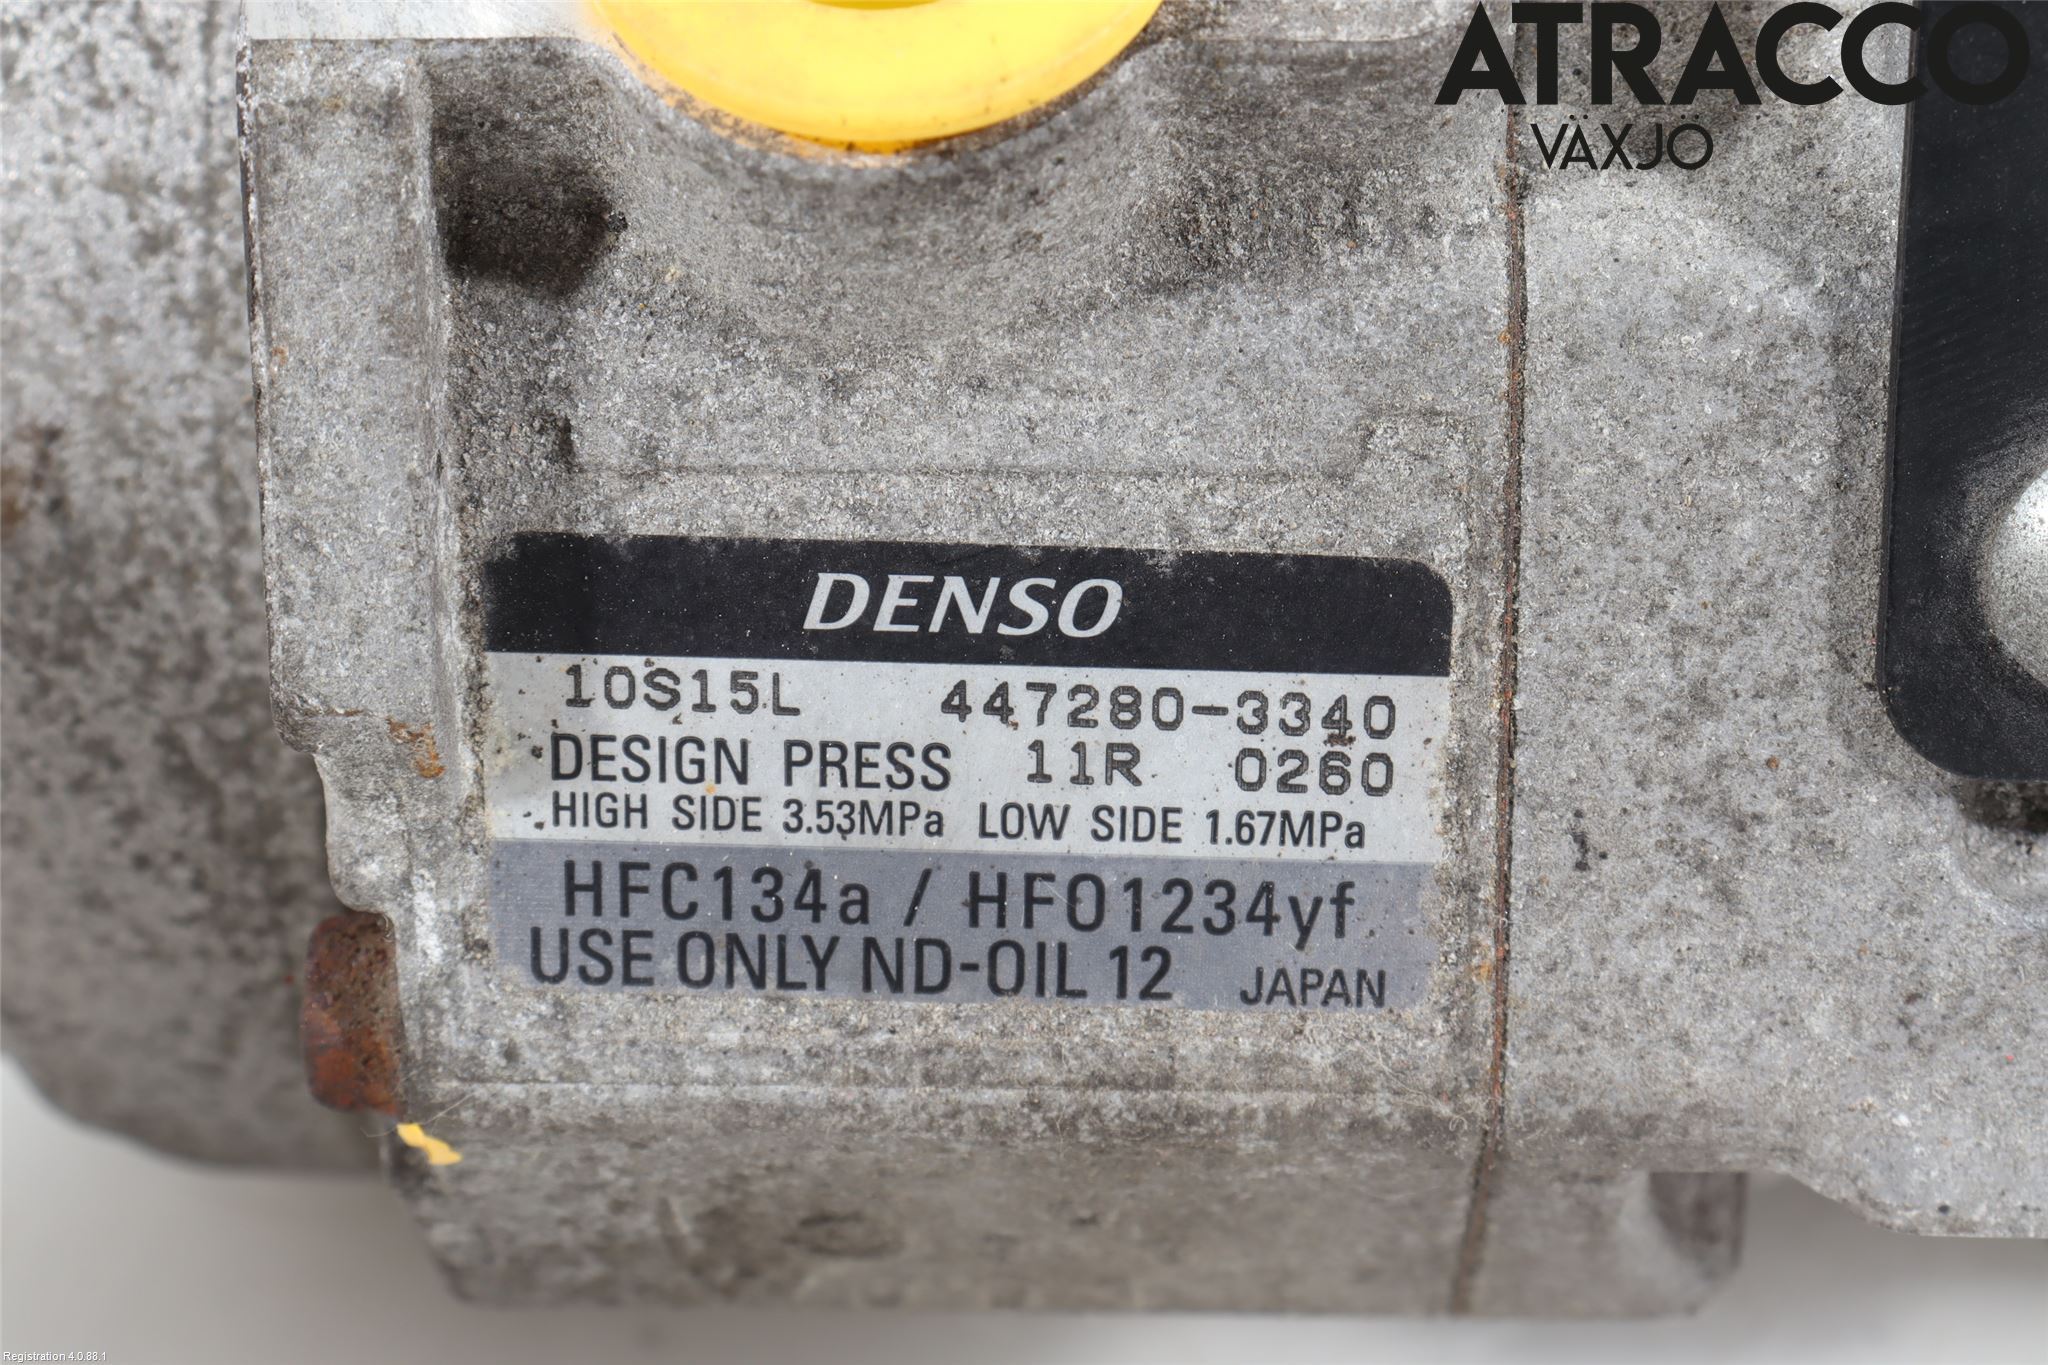 ATRACCO
VÄXJÖ
DENSO
10S15L 447280-3340
DESIGN PRESS 11R 0260
HIGH SIDE 3.53MPa LOW SIDE 1.67MPa
HFC134a / HFO1234yf
USE ONLY ND-OIL 12 JAPAN
Registration 4.0.88.1